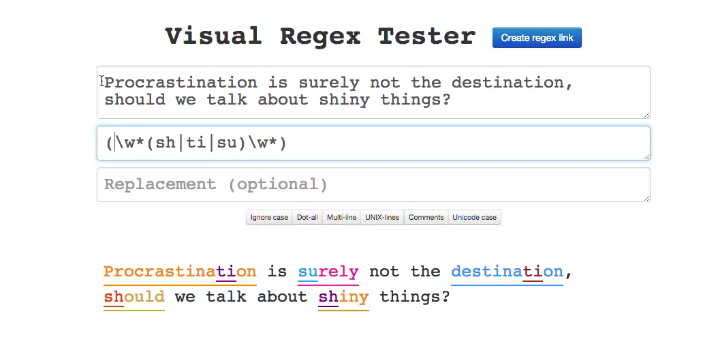 Visual Regex Tester
Create regex link
Procrastination is surely not the destination,
should we talk about shiny things?
(\w*(sh|ti|su)\w*)
Replacement (optional)
Ignore case Dot-all Multi-line UNIX-lines Comments Unicode case
Procrastination is surely not the destination,
should we talk about shiny things?